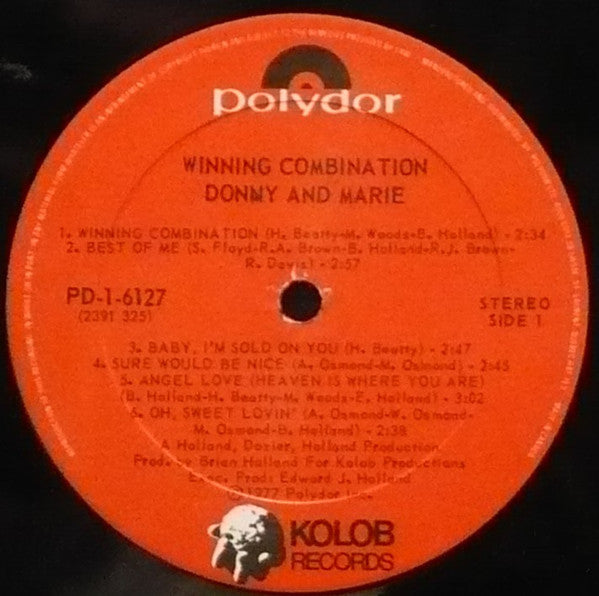 polydor
WINNING COMBINATION
DONNY AND MARIE
1. WINNING COMBINATION (H. Beatty-M. Woods-B. Holland) - 2:34
2. BEST OF ME (S. Floyd-R.A. Brown-B. Holland-R.J. Brown-
R. Davis) - 2:57
PD-1-6127
(2391 325)
STEREO
SIDE 1
3. BABY, I'M SOLD ON YOU (H. Beatty) - 2:47
4. SURE WOULD BE NICE (A. Osmond-M. Osmond) - 2:45
5. ANGEL LOVE (HEAVEN IS WHERE YOU ARE)
(B. Holland-H. Beatty-M. Woods-E. Holland) - 3:02
6. OH, SWEET LOVIN' (A. Osmond-W. Osmond-
M. Osmond-B. Holland) - 2:38
A Holland, Dozier, Holland Production
Prod. by Brian Holland For Kolob Productions
Exec. Prod: Edward J. Holland
©1977 Polydor Inc.
KOLOB
RECORDS